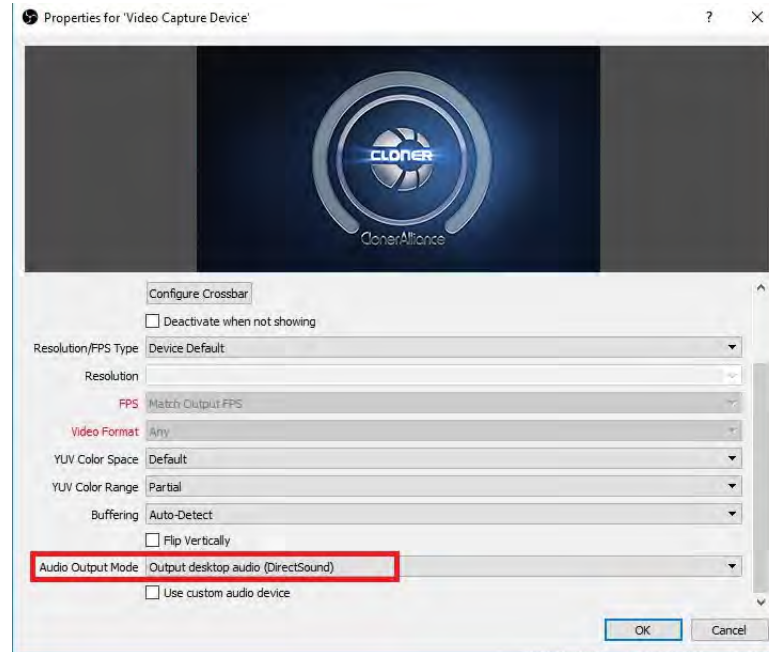 Properties for 'Video Capture Device'
CLONER
ClonerAlliance
Configure Crossbar
Deactivate when not showing
Resolution/FPS Type Device Default
Resolution
FPS Match Output FPS
Video Format Any
YUV Color Space Default
YUV Color Range Partial
Buffering Auto-Detect
Flip Vertically
Audio Output Mode Output desktop audio (DirectSound)
Use custom audio device
OK Cancel